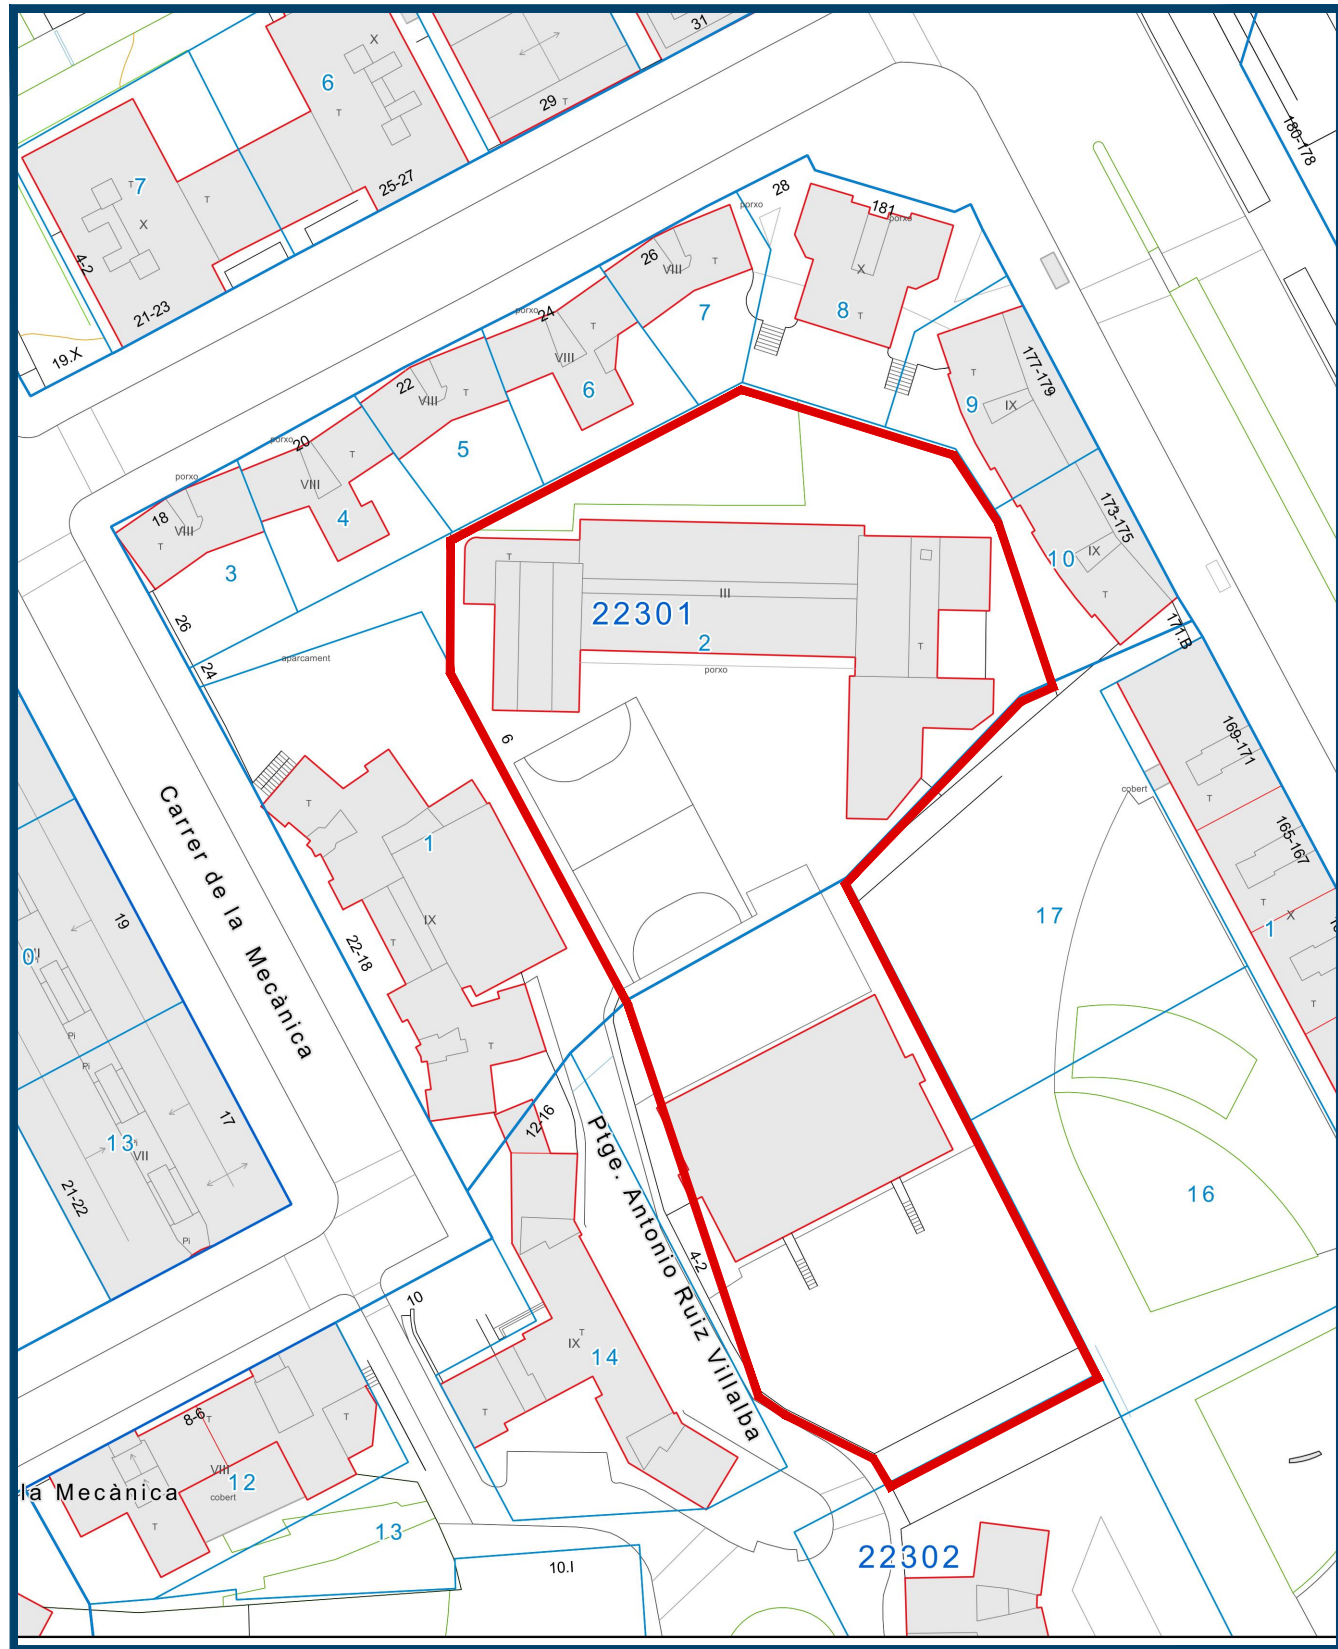 31
X
6
29
T
T
180-178
T
7
T
X
25-27
28
porxo
181
porxo
4-2
21-23
19.X
26
VIII
T
X
7
8
T
porxo
24
T
VIII
22
VIII
T
6
177-179
T
9
IX
porxo
20
T
VIII
5
porxo
18
VIII
T
4
3
173-175
IX
10
T
T
III
22301
2
T
porxo
26
24
aparcament
171.B
6
169-171
T
cobert
Carrer de la Mecànica
T
1
165-167
17
T
X
1
T
19
IX
T
22-18
0
VII
Pi
Pi
T
17
13
VII
12-16
21-22
Pi
Ptge. Antonio Ruiz Villalba
16
4-2
10
T
IX
14
T
8-6
T
T
VIII
12
la Mecànica
cobert
T
13
10.I
22302